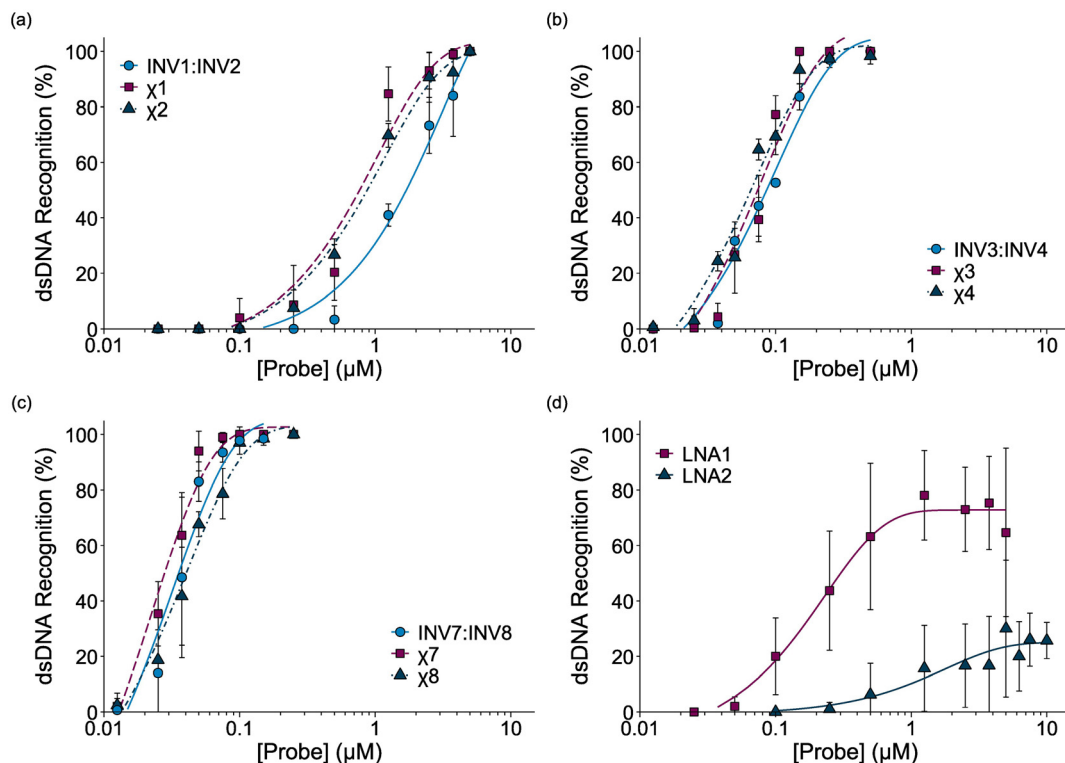 (a)
dsDNA Recognition (%)
100
80
60
40
20
0
INV1:INV2
χ1
χ2
0.01 0.1 1 10
[Probe] (μM)
(b)
dsDNA Recognition (%)
100
80
60
40
20
0
INV3:INV4
χ3
χ4
0.01 0.1 1 10
[Probe] (μM)
(c)
dsDNA Recognition (%)
100
80
60
40
20
0
INV7:INV8
χ7
χ8
0.01 0.1 1 10
[Probe] (μM)
(d)
dsDNA Recognition (%)
100
80
60
40
20
0
LNA1
LNA2
0.01 0.1 1 10
[Probe] (μM)